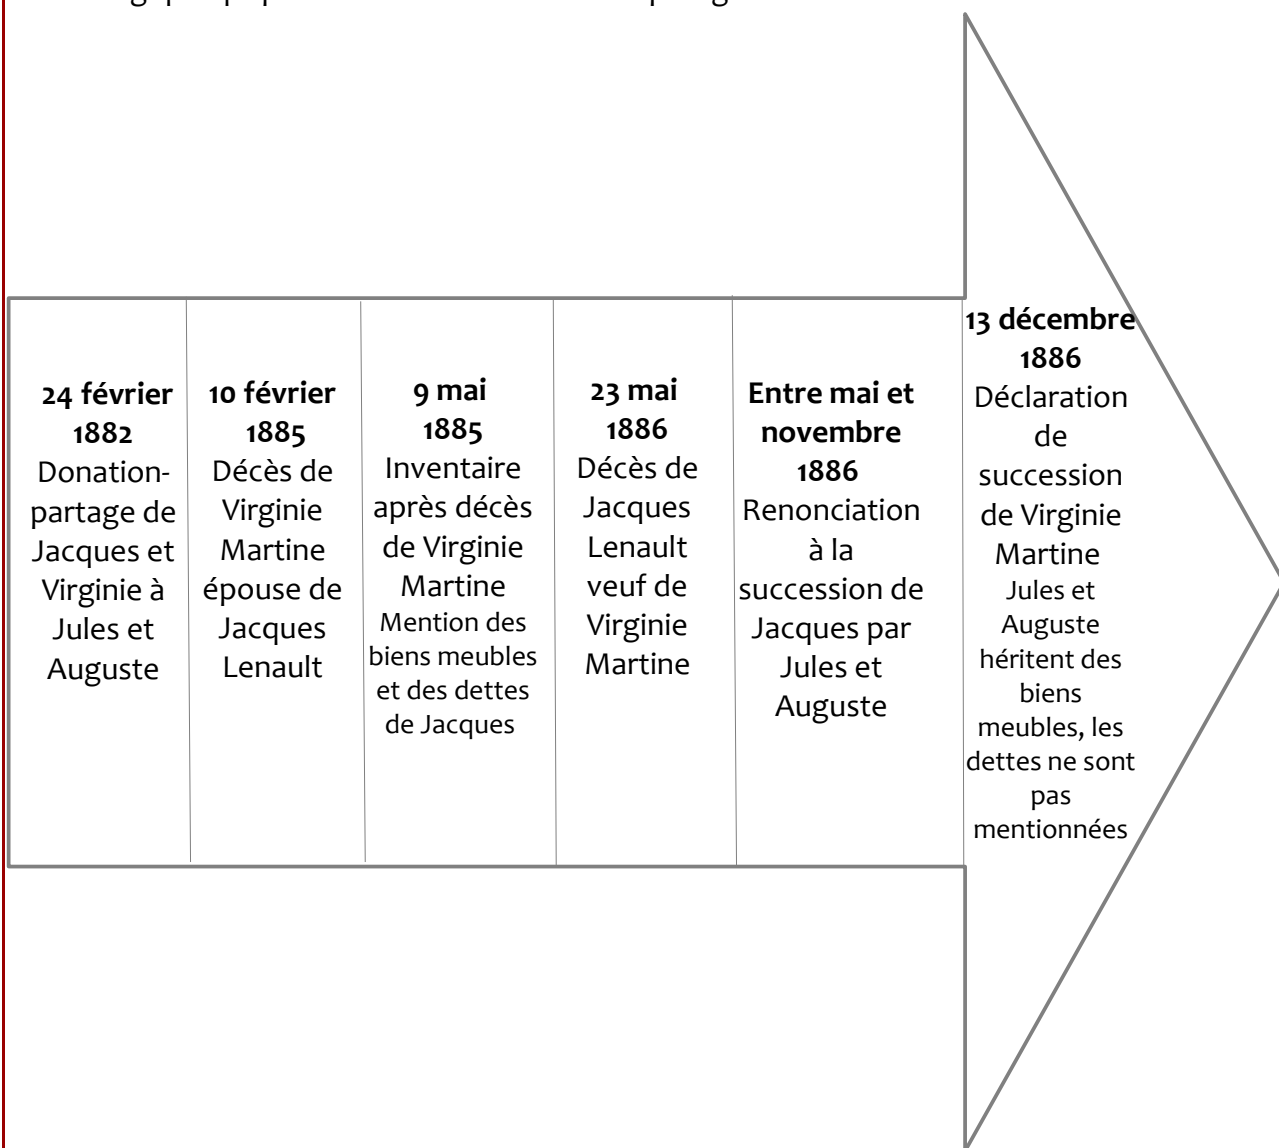 24 février
1882
Donation-
partage de
Jacques et
Virginie à
Jules et
Auguste
10 février
1885
Décès de
Virginie
Martine
épouse de
Jacques
Lenault
9 mai
1885
Inventaire
après décès
de Virginie
Martine
Mention des
biens meubles
et des dettes
de Jacques
23 mai
1886
Décès de
Jacques
Lenault
veuf de
Virginie
Martine
Entre mai et
novembre
1886
Renonciation
à la
succession de
Jacques par
Jules et
Auguste
13 décembre
1886
Déclaration
de
succession
de Virginie
Martine
Jules et
Auguste
héritent des
biens
meubles, les
dettes ne sont
pas
mentionnées